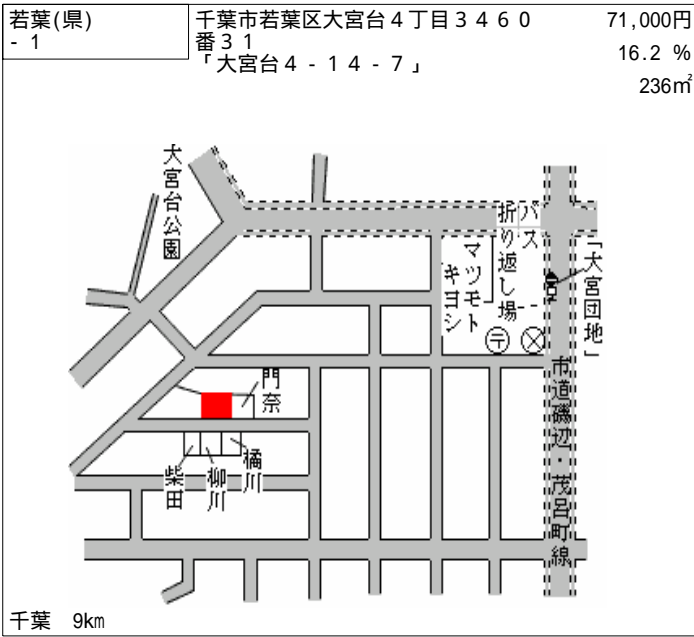 若葉(県)
- 1
千葉市若葉区大宮台４丁目３４６０
番３１
「大宮台４－１４－７」
71,000円
16.2 %
236㎡
大宮台公園
バス
折り返し場
マツモト
キヨシ
「大宮団地」
〒
市道磯辺・茂呂町線
門奈
柴田
柳川
橘川
千葉 9km